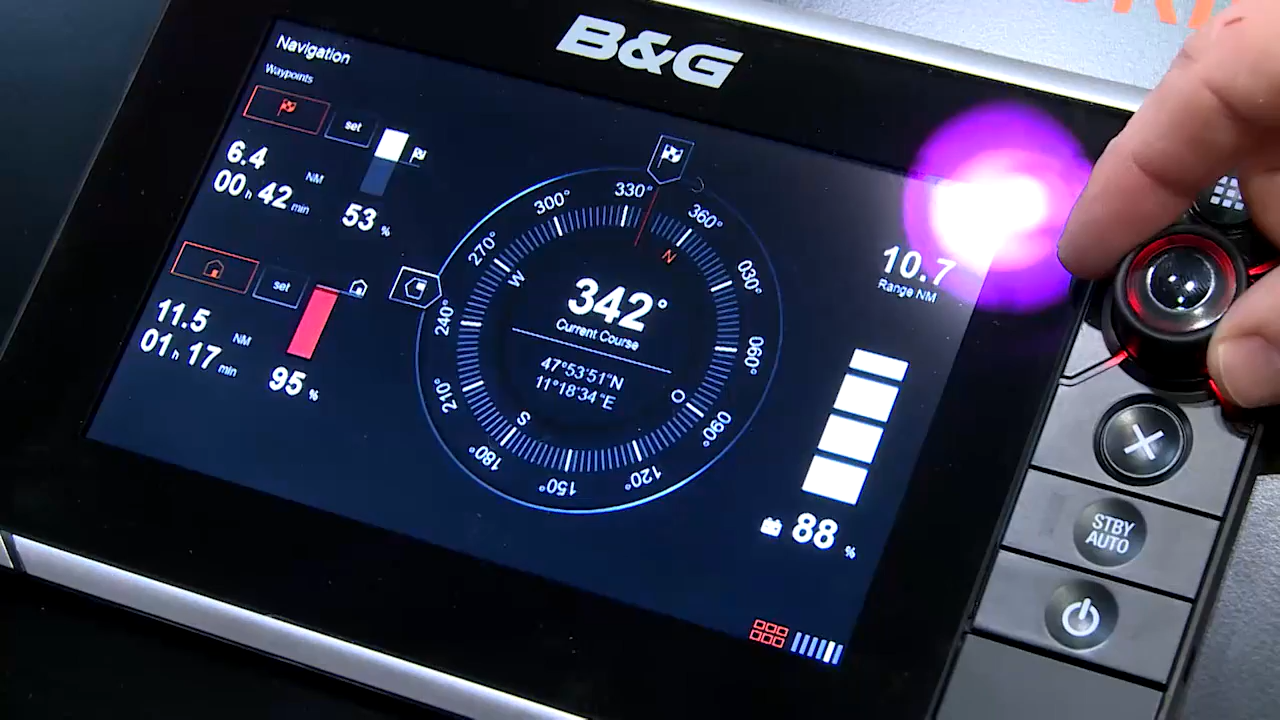 B&G
Navigation
Waypoints
set
6.4 NM
00 h 42 min
53 %
set
11.5 NM
01 h 17 min
95 %
330°
360°
030°
060°
090°
120°
150°
180°
210°
240°
270°
300°
N
O
S
W
342°
Current Course
47°53'51"N
11°18'34"E
10.7
Range NM
88 %
STBY
AUTO